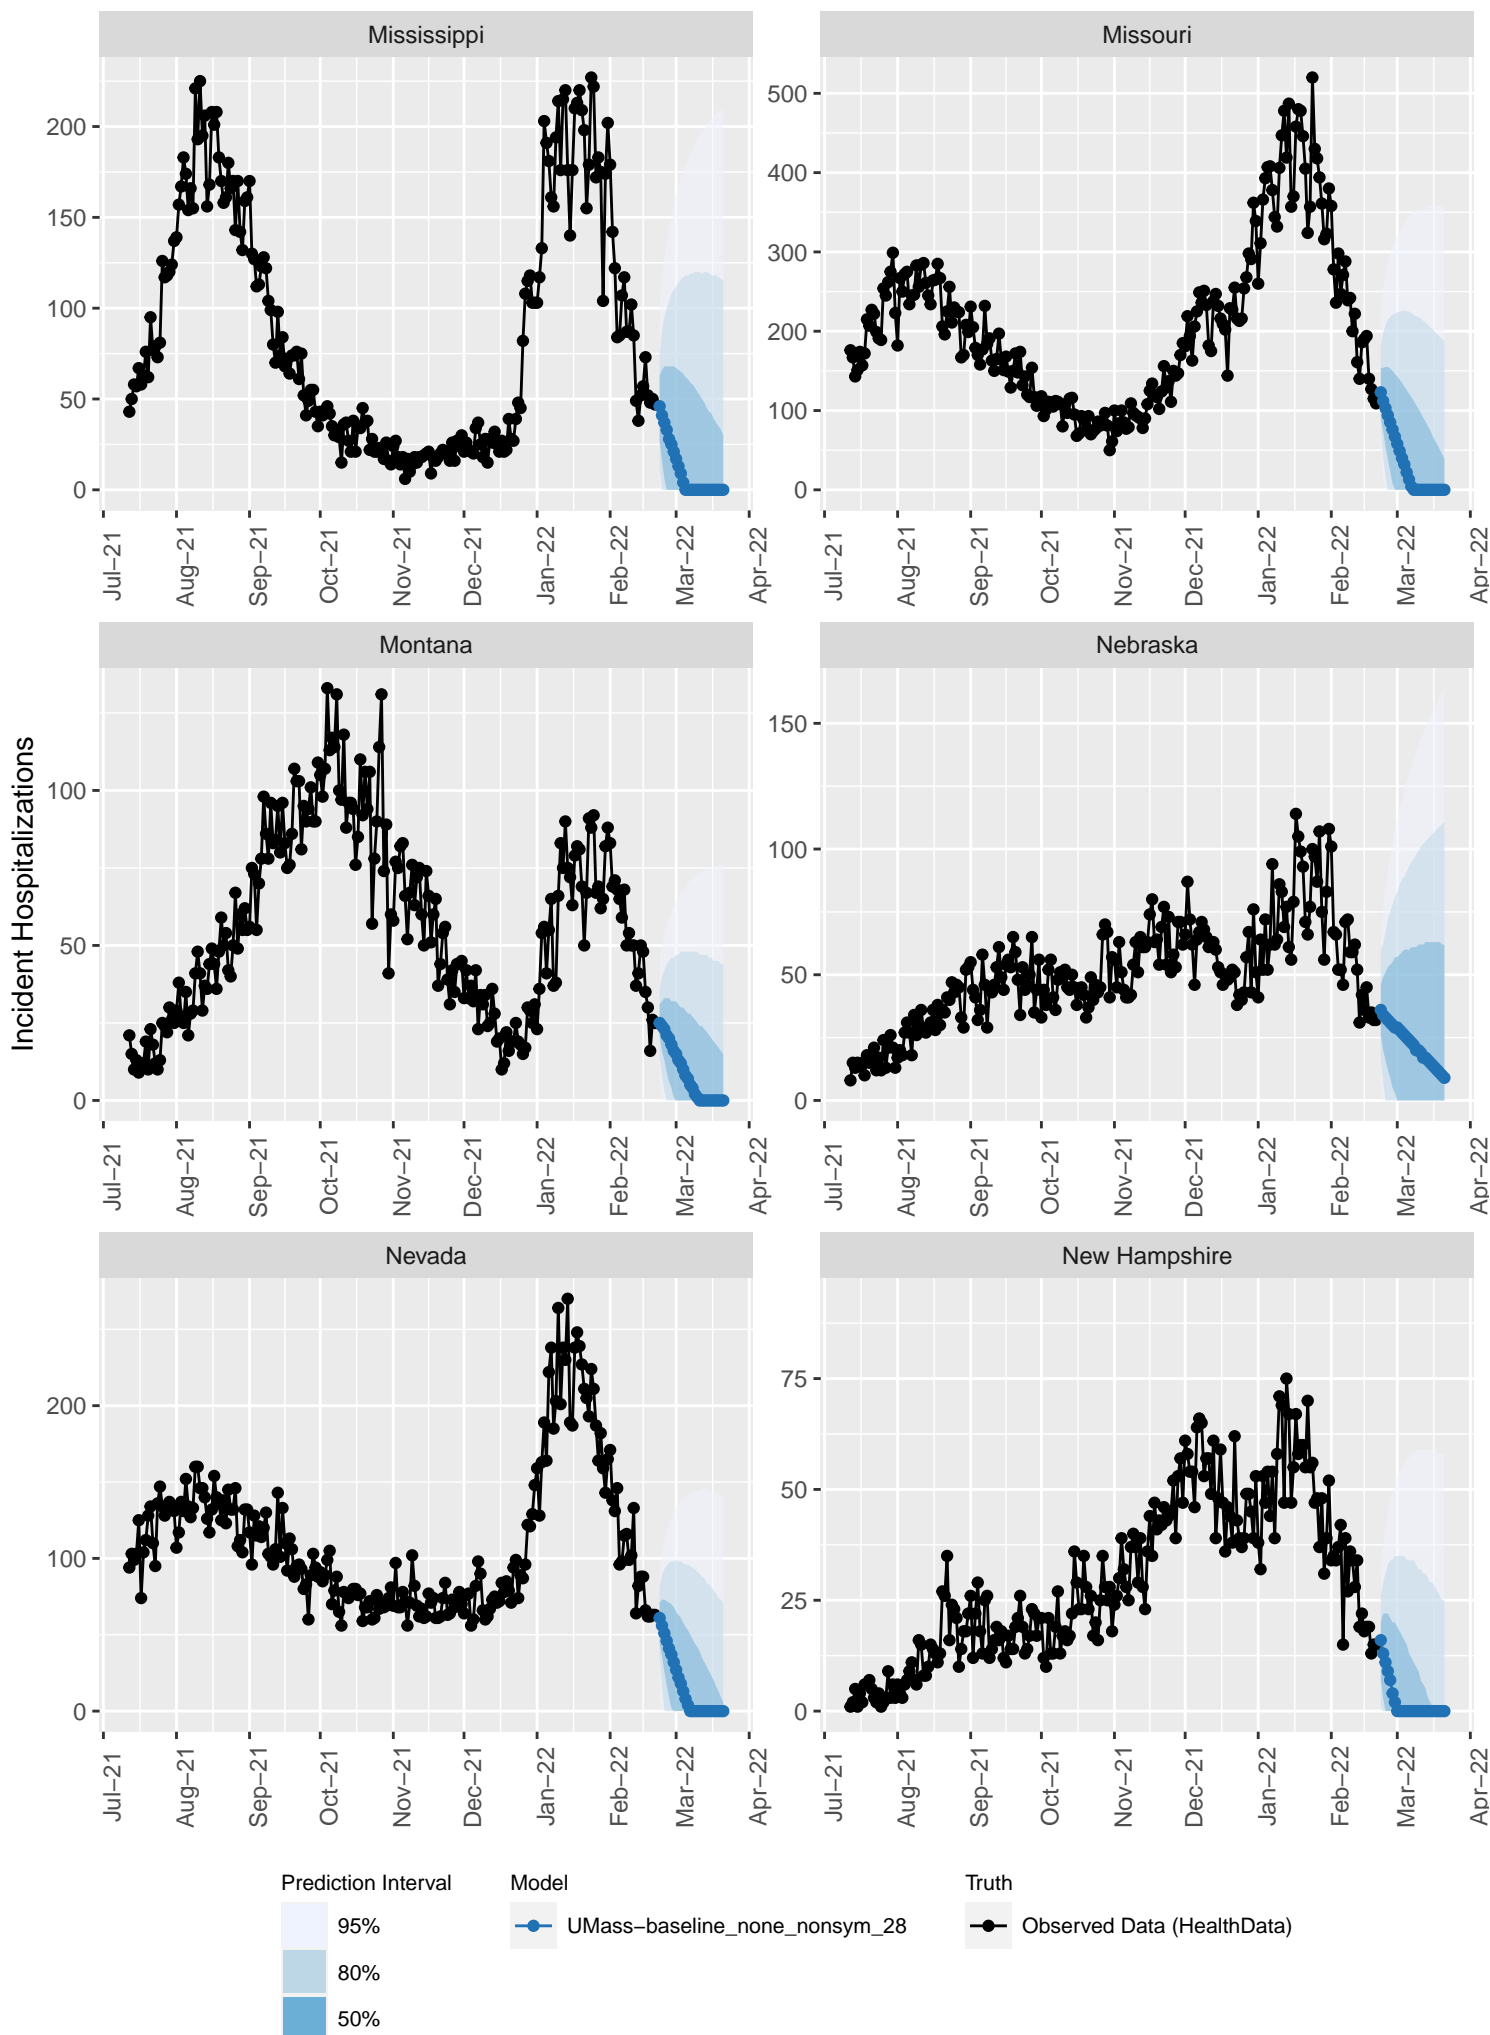 Mississippi
Missouri
200
150
100
50
0
500
400
300
200
100
0
Jul−21
Aug−21
Sep−21
Oct−21
Nov−21
Dec−21
Jan−22
Feb−22
Mar−22
Apr−22
Jul−21
Aug−21
Sep−21
Oct−21
Nov−21
Dec−21
Jan−22
Feb−22
Mar−22
Apr−22
Incident Hospitalizations
Montana
Nebraska
100
50
0
150
100
50
0
Jul−21
Aug−21
Sep−21
Oct−21
Nov−21
Dec−21
Jan−22
Feb−22
Mar−22
Apr−22
Jul−21
Aug−21
Sep−21
Oct−21
Nov−21
Dec−21
Jan−22
Feb−22
Mar−22
Apr−22
Nevada
New Hampshire
200
100
0
75
50
25
0
Jul−21
Aug−21
Sep−21
Oct−21
Nov−21
Dec−21
Jan−22
Feb−22
Mar−22
Apr−22
Jul−21
Aug−21
Sep−21
Oct−21
Nov−21
Dec−21
Jan−22
Feb−22
Mar−22
Apr−22
Prediction Interval
95%
80%
50%
Model
UMass−baseline_none_nonsym_28
Truth
Observed Data (HealthData)